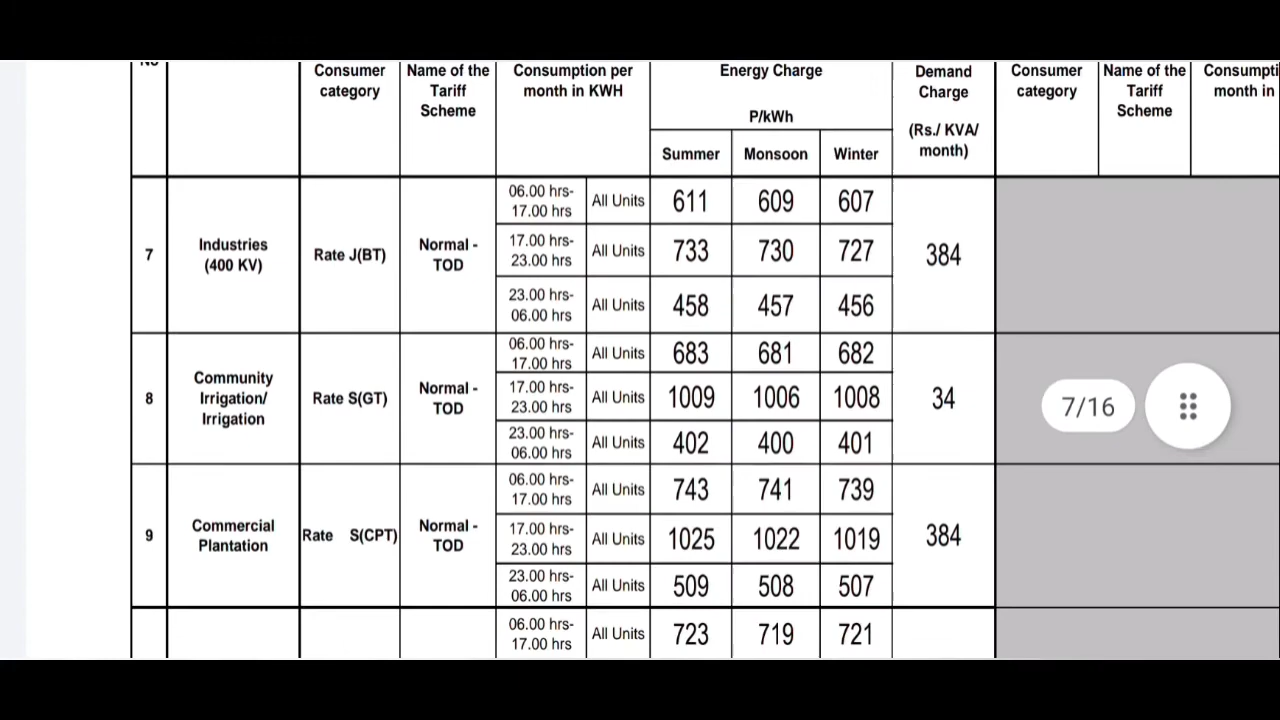 No
Consumer category
Name of the Tariff Scheme
Consumption per month in KWH
Energy Charge
P/kWh
Summer
Monsoon
Winter
Demand Charge
(Rs./ KVA/ month)
Consumer category
Name of the Tariff Scheme
Consumpti
month in
7
Industries (400 KV)
Rate J(BT)
Normal - TOD
06.00 hrs- 17.00 hrs All Units 611 609 607
17.00 hrs- 23.00 hrs All Units 733 730 727
23.00 hrs- 06.00 hrs All Units 458 457 456
384
8
Community Irrigation/ Irrigation
Rate S(GT)
Normal - TOD
06.00 hrs- 17.00 hrs All Units 683 681 682
17.00 hrs- 23.00 hrs All Units 1009 1006 1008
23.00 hrs- 06.00 hrs All Units 402 400 401
34
7/16
9
Commercial Plantation
Rate S(CPT)
Normal - TOD
06.00 hrs- 17.00 hrs All Units 743 741 739
17.00 hrs- 23.00 hrs All Units 1025 1022 1019
23.00 hrs- 06.00 hrs All Units 509 508 507
384
06.00 hrs- 17.00 hrs All Units 723 719 721